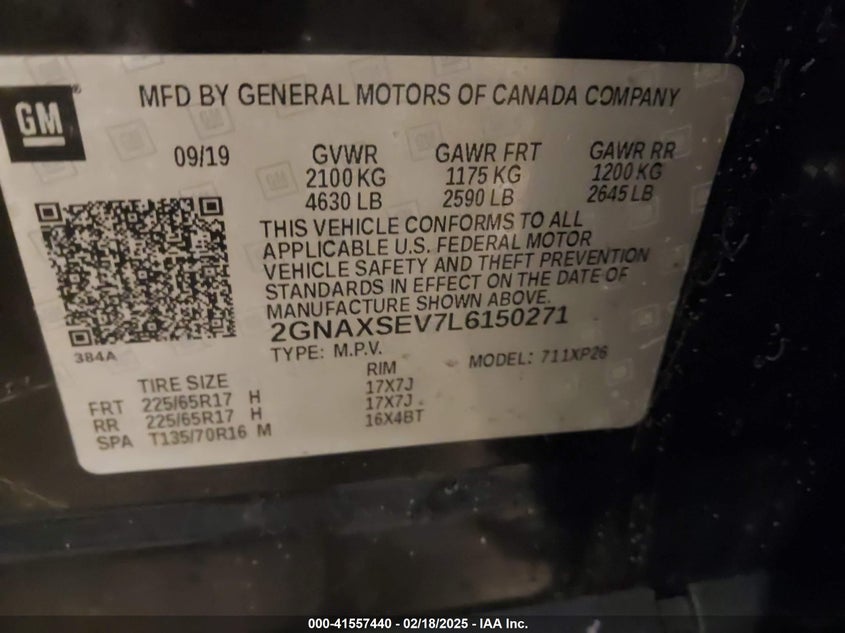 GM ®
MFD BY GENERAL MOTORS OF CANADA COMPANY
09/19 GVWR GAWR FRT GAWR RR
2100 KG 1175 KG 1200 KG
4630 LB 2590 LB 2645 LB
THIS VEHICLE CONFORMS TO ALL
APPLICABLE U.S. FEDERAL MOTOR
VEHICLE SAFETY AND THEFT PREVENTION
STANDARDS IN EFFECT ON THE DATE OF
MANUFACTURE SHOWN ABOVE.
2GNAXSEV7L6150271
384A
TYPE: M.P.V. MODEL: 711XP26
TIRE SIZE RIM
FRT 225/65R17 H 17X7J
RR 225/65R17 H 17X7J
SPA T135/70R16 M 16X4BT
000-41557440 - 02/18/2025 - IAA Inc.